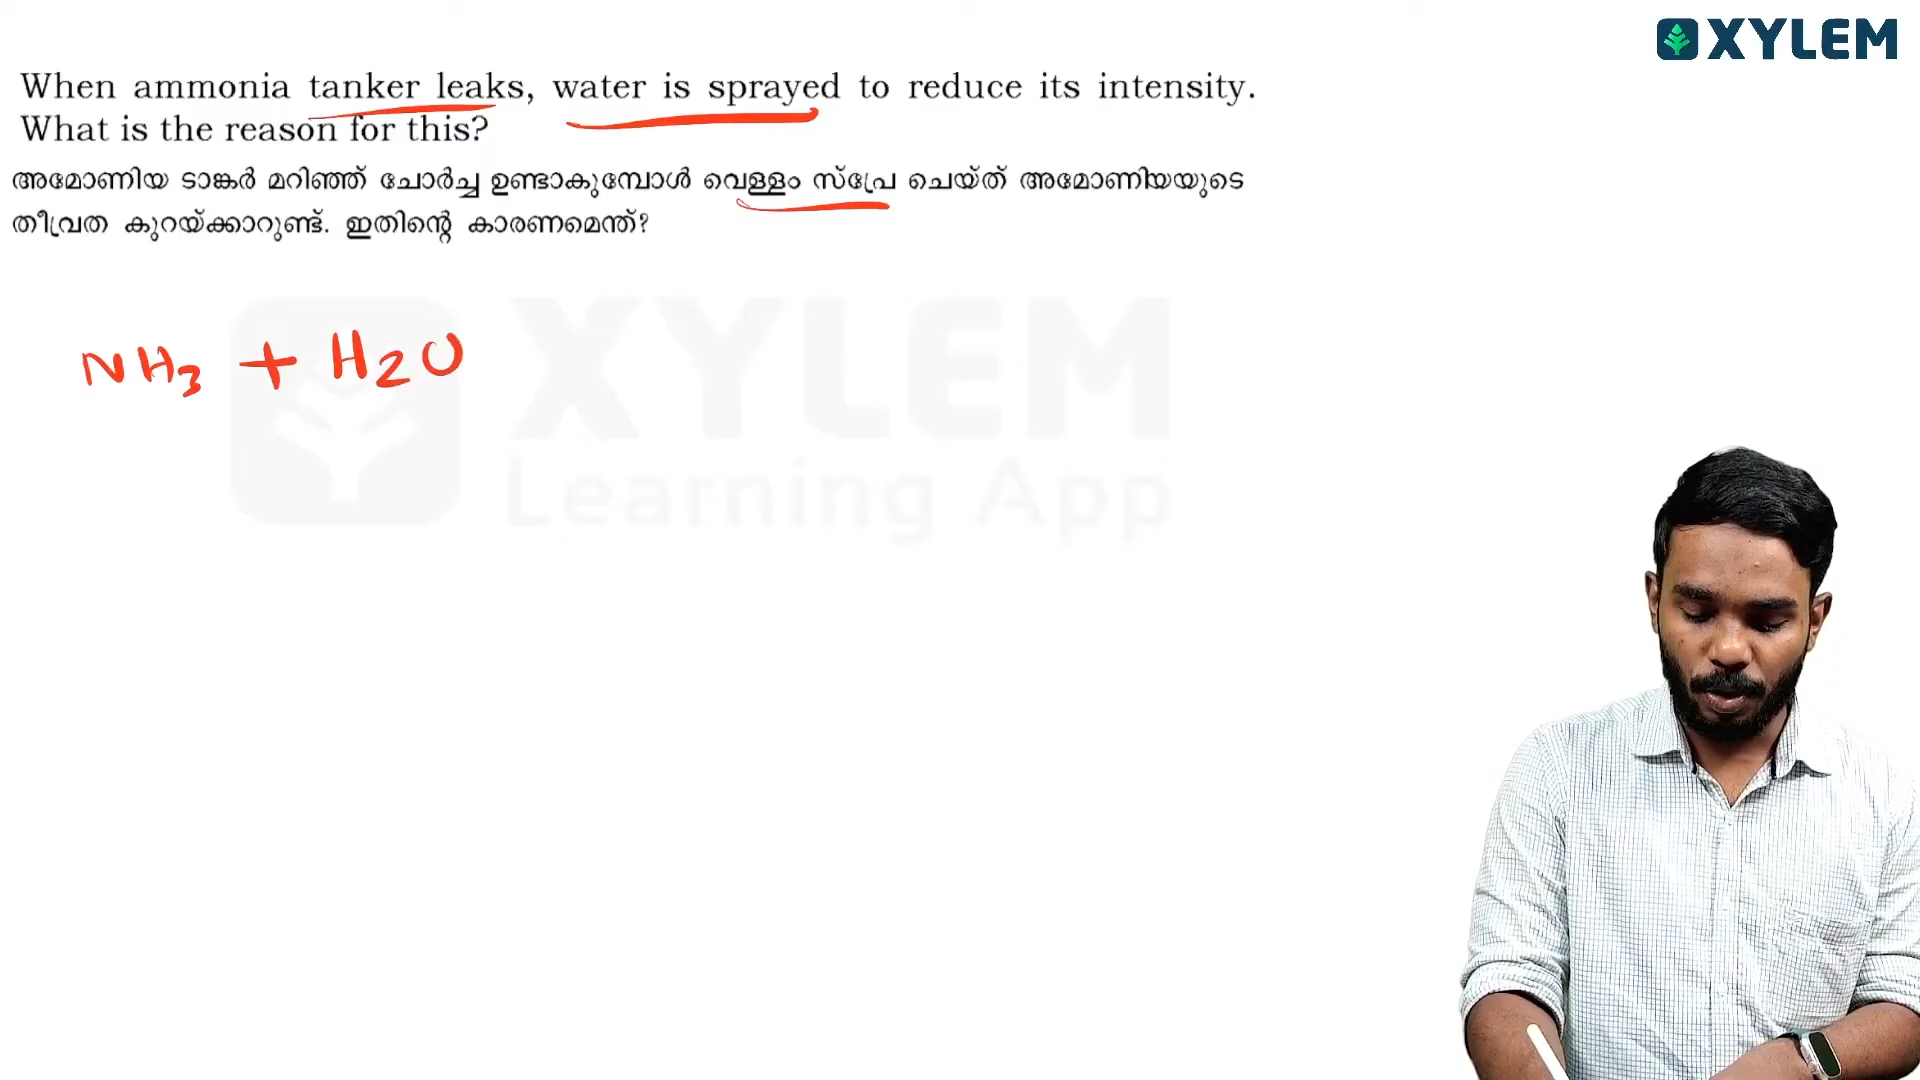 XYLEM
When ammonia tanker leaks, water is sprayed to reduce its intensity.
What is the reason for this?
അമോണിയ ടാങ്കർ മറിഞ്ഞ് ചോർച്ച ഉണ്ടാകുമ്പോൾ വെള്ളം സ്പ്രേ ചെയ്ത് അമോണിയയുടെ
തീവ്രത കുറയ്ക്കാറുണ്ട്. ഇതിന്റെ കാരണമെന്ത്?
NH3 + H2O
XYLEM
Learning App